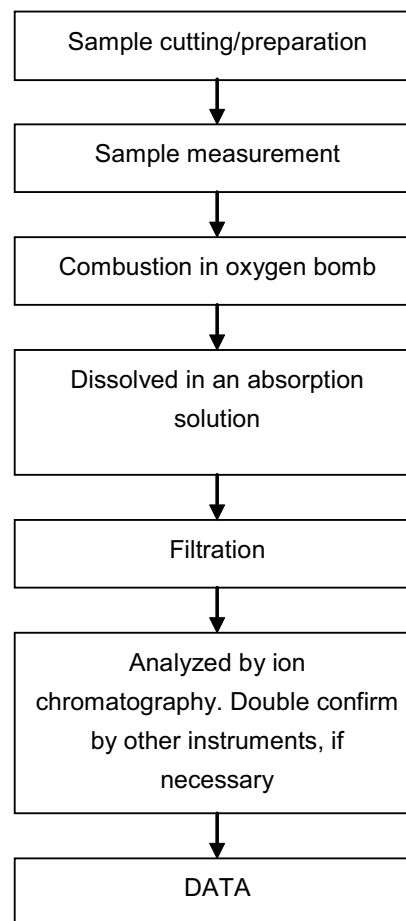 Sample cutting/preparation
Sample measurement
Combustion in oxygen bomb
Dissolved in an absorption
solution
Filtration
Analyzed by ion
chromatography. Double confirm
by other instruments, if
necessary
DATA